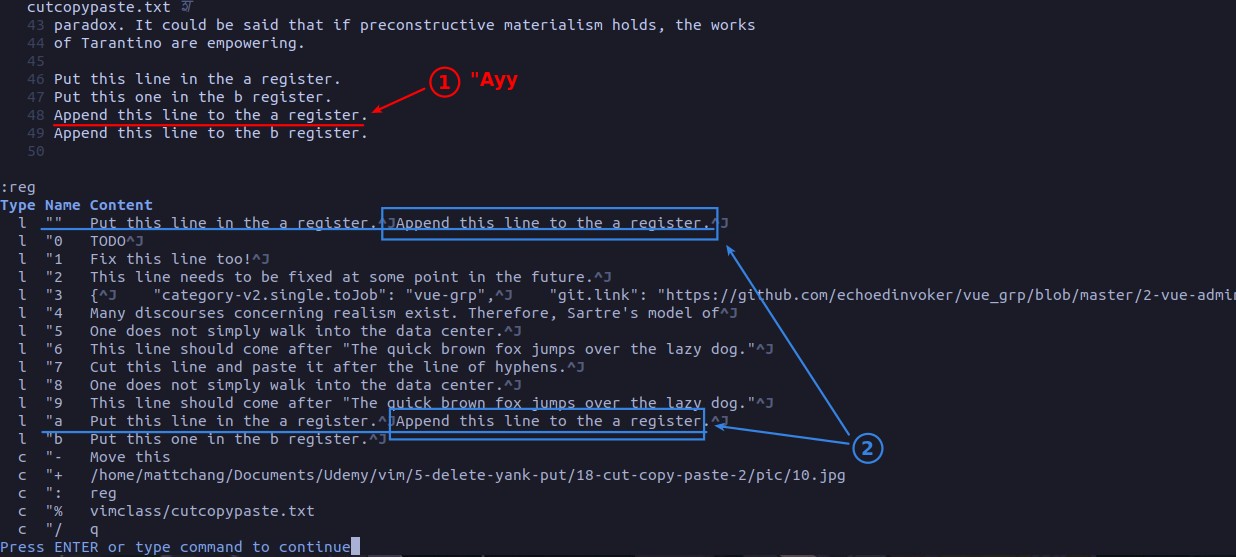 cutcopypaste.txt
43 paradox. It could be said that if preconstructive materialism holds, the works
44 of Tarantino are empowering.
45
46 Put this line in the a register.
47 Put this one in the b register.
48 Append this line to the a register.
49 Append this line to the b register.
50
① "Ayy
:reg
Type Name Content
l "" Put this line in the a register.^JAppend this line to the a register.^J
l "0 TODO^J
l "1 Fix this line too!^J
l "2 This line needs to be fixed at some point in the future.^J
l "3 {^J    "category-v2.single.toJob": "vue-grp",^J    "git.link": "https://github.com/echoedinvoker/vue_grp/blob/master/2-vue-admin
l "4 Many discourses concerning realism exist. Therefore, Sartre's model of^J
l "5 One does not simply walk into the data center.^J
l "6 This line should come after "The quick brown fox jumps over the lazy dog."^J
l "7 Cut this line and paste it after the line of hyphens.^J
l "8 One does not simply walk into the data center.^J
l "9 This line should come after "The quick brown fox jumps over the lazy dog."^J
l "a Put this line in the a register.^JAppend this line to the a register.^J
l "b Put this one in the b register.^J
②
c "- Move this
c "+ /home/mattchang/Documents/Udemy/vim/5-delete-yank-put/18-cut-copy-paste-2/pic/10.jpg
c ": reg
c "% vimclass/cutcopypaste.txt
c "/ q
Press ENTER or type command to continue